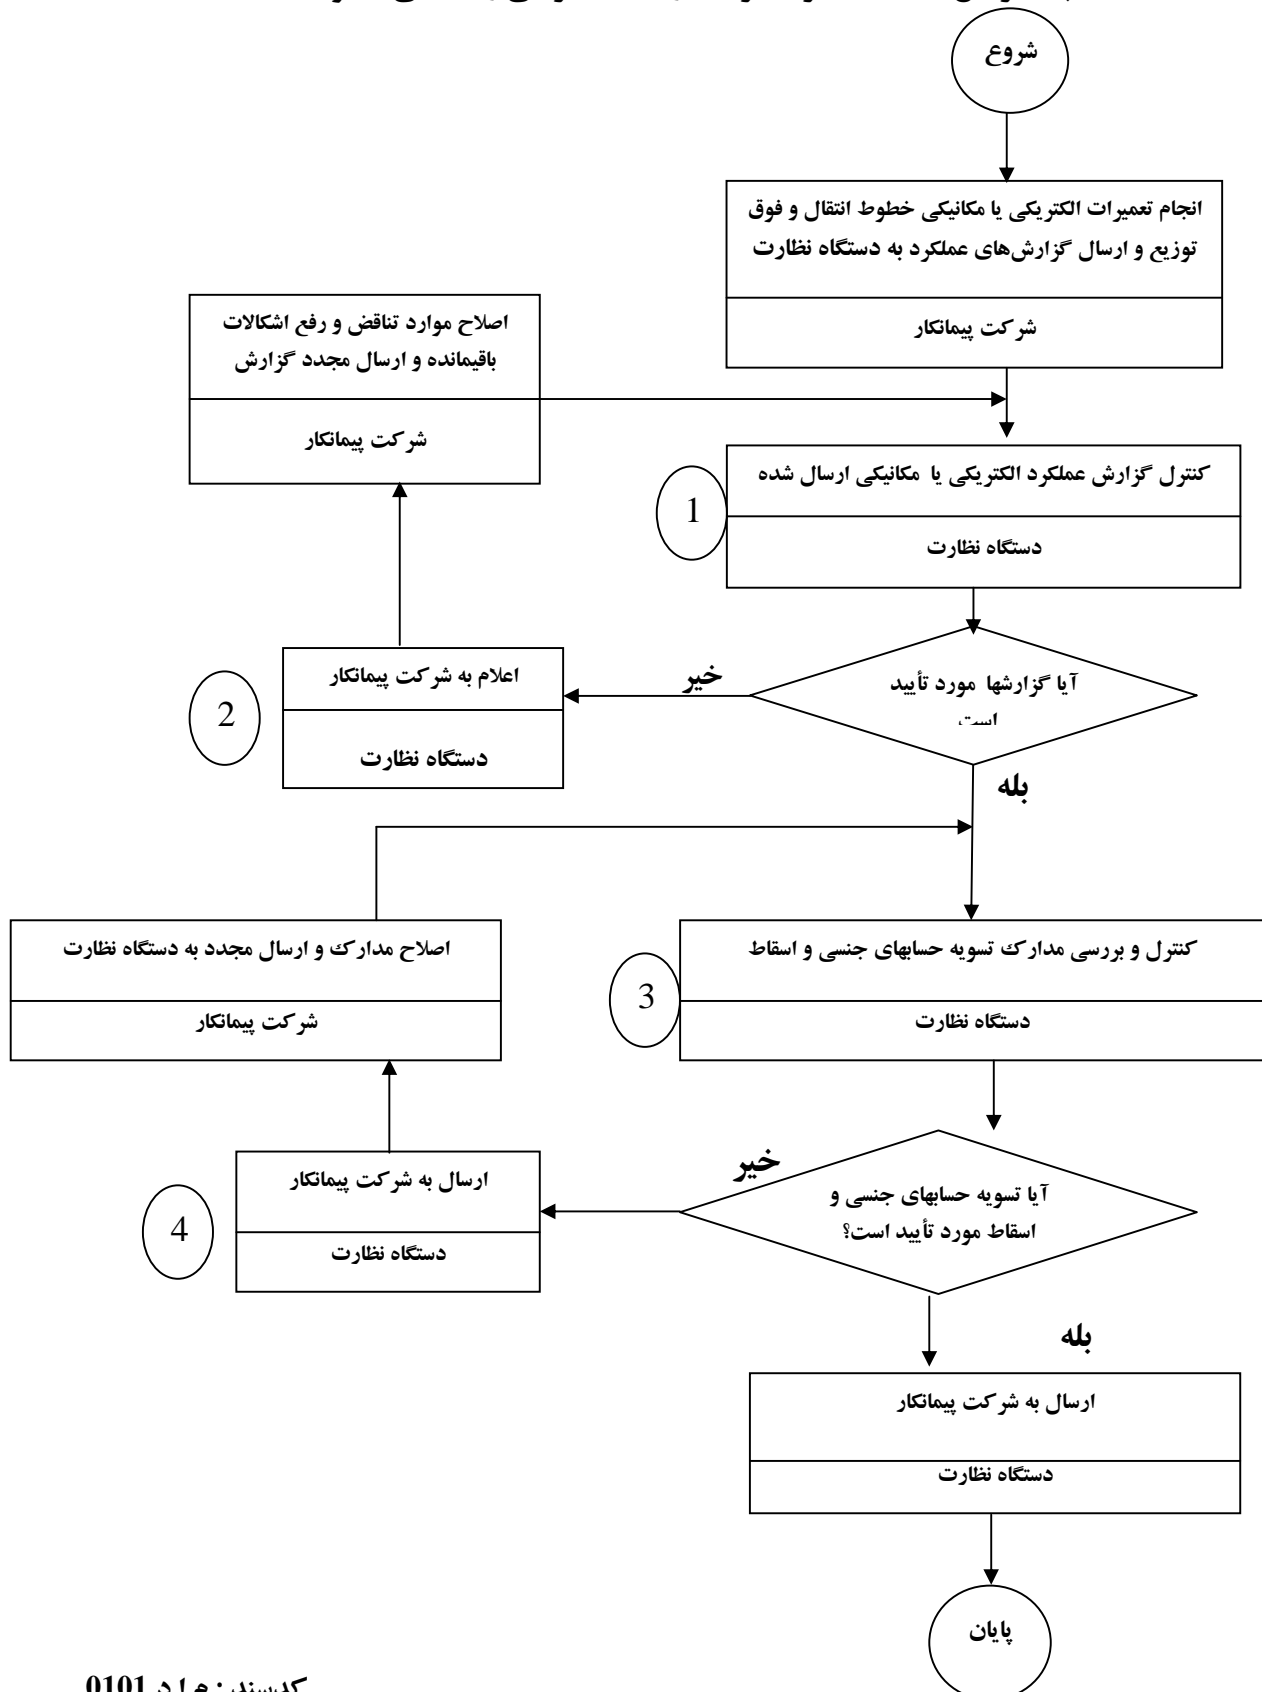 شروع
انجام تعمیرات الکتریکی یا مکانیکی خطوط انتقال و فوق
توزیع و ارسال گزارش‌های عملکرد به دستگاه نظارت
شرکت پیمانکار
اصلاح موارد تناقض و رفع اشکالات
باقیمانده و ارسال مجدد گزارش
شرکت پیمانکار
کنترل گزارش عملکرد الکتریکی یا مکانیکی ارسال شده
1
دستگاه نظارت
آیا گزارشها مورد تأیید
است
خیر
اعلام به شرکت پیمانکار
2
دستگاه نظارت
بله
کنترل و بررسی مدارک تسویه حسابهای جنسی و اسقاط
3
دستگاه نظارت
اصلاح مدارک و ارسال مجدد به دستگاه نظارت
شرکت پیمانکار
خیر
آیا تسویه حسابهای جنسی و
اسقاط مورد تأیید است؟
ارسال به شرکت پیمانکار
4
دستگاه نظارت
بله
ارسال به شرکت پیمانکار
دستگاه نظارت
پایان
کدسند : 0101